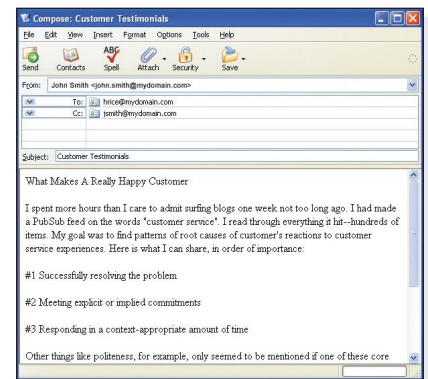 Compose: Customer Testimonials
File Edit View Insert Format Options Tools Help
ABC
Send Contacts Spell Attach Security Save
From: John Smith <john.smith@mydomain.com>
To: hrice@mydomain.com
Cc: jsmith@mydomain.com
Subject: Customer Testimonials
What Makes A Really Happy Customer
I spent more hours than I care to admit surfing blogs one week not too long ago. I had made
a PubSub feed on the words "customer service". I read through everything it hit--hundreds of
items. My goal was to find patterns of root causes of customer's reactions to customer
service experiences. Here is what I can share, in order of importance:
#1 Successfully resolving the problem
#2 Meeting explicit or implied commitments
#3 Responding in a context-appropriate amount of time
Other things like politeness, for example, only seemed to be mentioned if one of these core